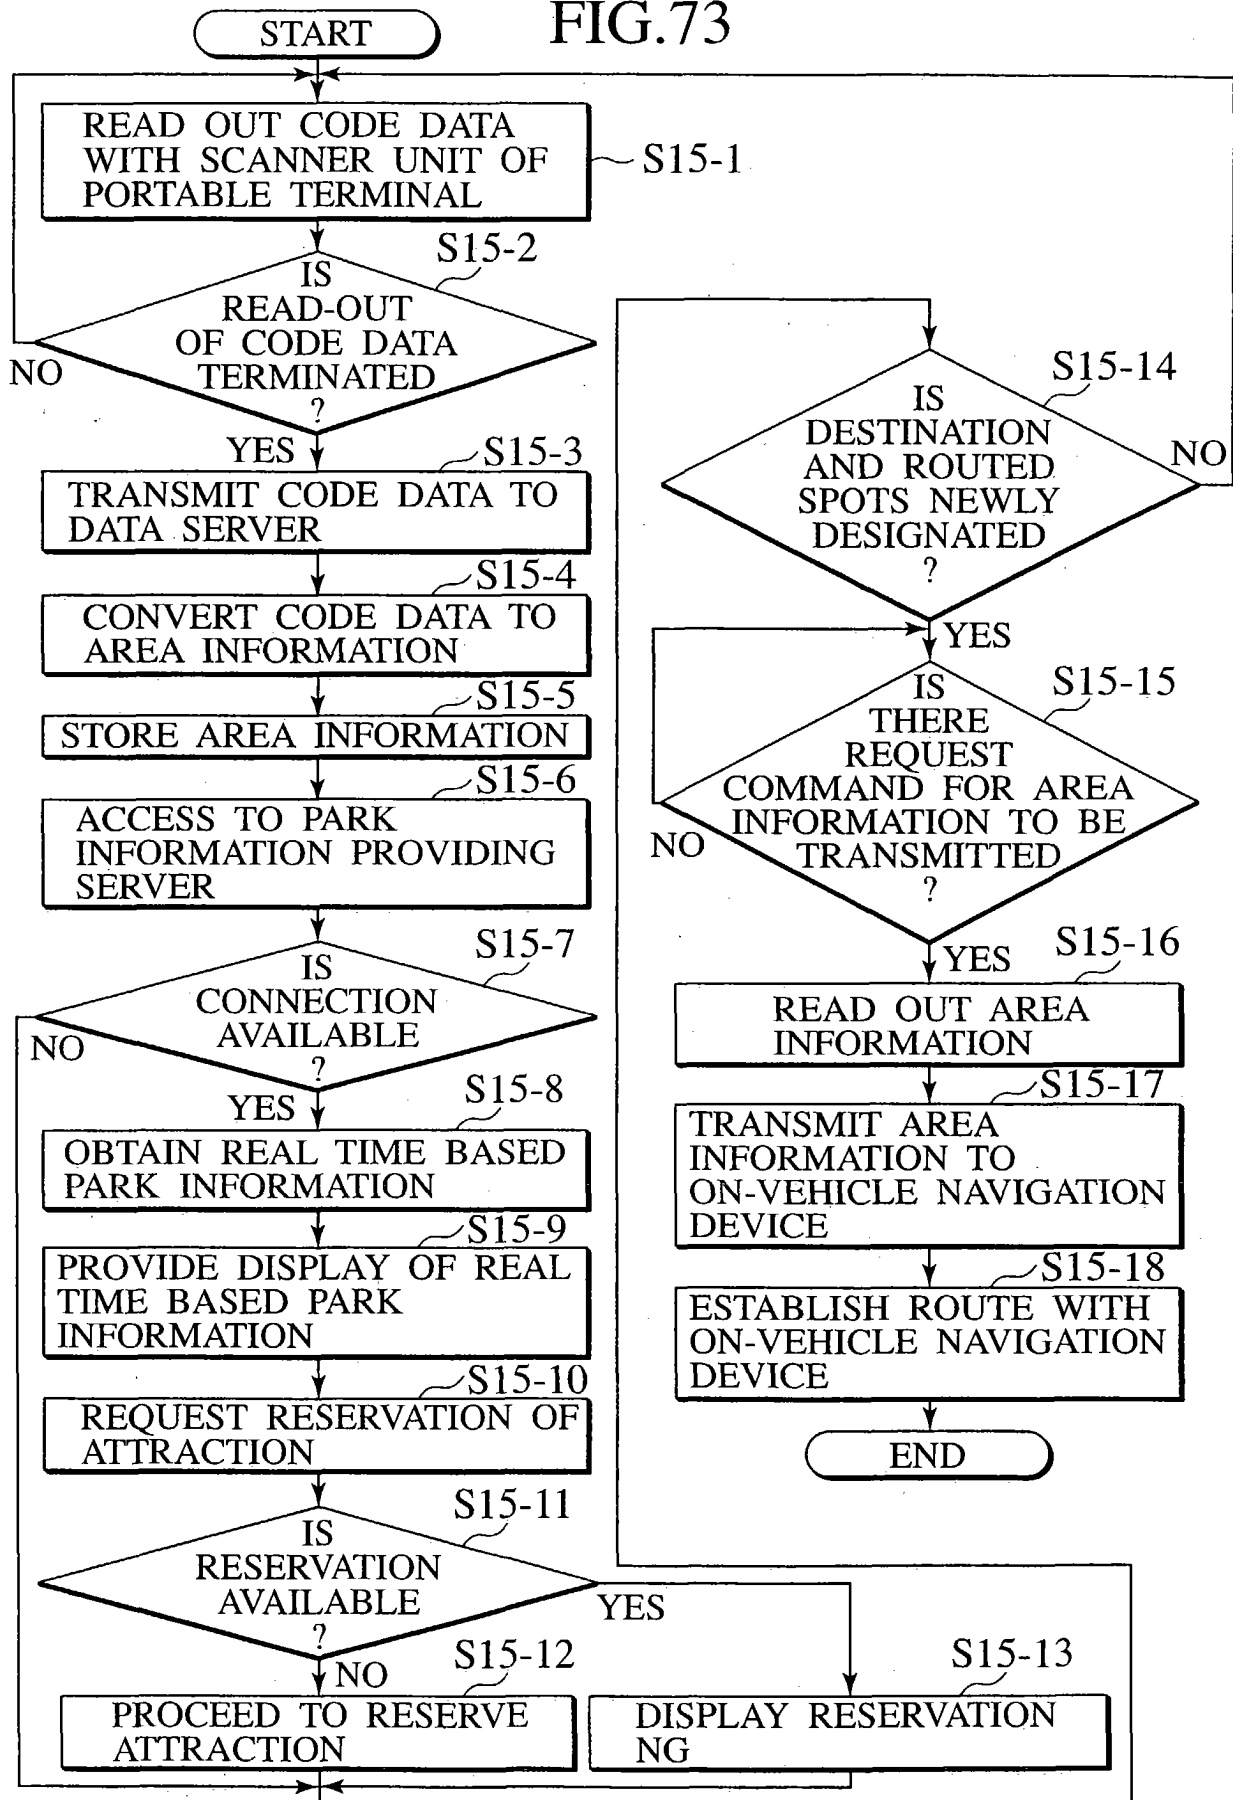 FIG.73
START
READ OUT CODE DATA
WITH SCANNER UNIT OF
PORTABLE TERMINAL
S15-1
S15-2
IS
READ-OUT
OF CODE DATA
TERMINATED
?
NO
YES
S15-3
TRANSMIT CODE DATA TO
DATA SERVER
S15-4
CONVERT CODE DATA TO
AREA INFORMATION
S15-5
STORE AREA INFORMATION
S15-6
ACCESS TO PARK
INFORMATION PROVIDING
SERVER
S15-7
IS
CONNECTION
AVAILABLE
?
NO
YES
S15-8
OBTAIN REAL TIME BASED
PARK INFORMATION
S15-9
PROVIDE DISPLAY OF REAL
TIME BASED PARK
INFORMATION
S15-10
REQUEST RESERVATION OF
ATTRACTION
S15-11
IS
RESERVATION
AVAILABLE
?
YES
NO
S15-12
PROCEED TO RESERVE
ATTRACTION
S15-13
DISPLAY RESERVATION
NG
S15-14
IS
DESTINATION
AND ROUTED
SPOTS NEWLY
DESIGNATED
?
NO
YES
S15-15
IS
THERE
REQUEST
COMMAND FOR AREA
INFORMATION TO BE
TRANSMITTED
?
NO
YES
S15-16
READ OUT AREA
INFORMATION
S15-17
TRANSMIT AREA
INFORMATION TO
ON-VEHICLE NAVIGATION
DEVICE
S15-18
ESTABLISH ROUTE WITH
ON-VEHICLE NAVIGATION
DEVICE
END